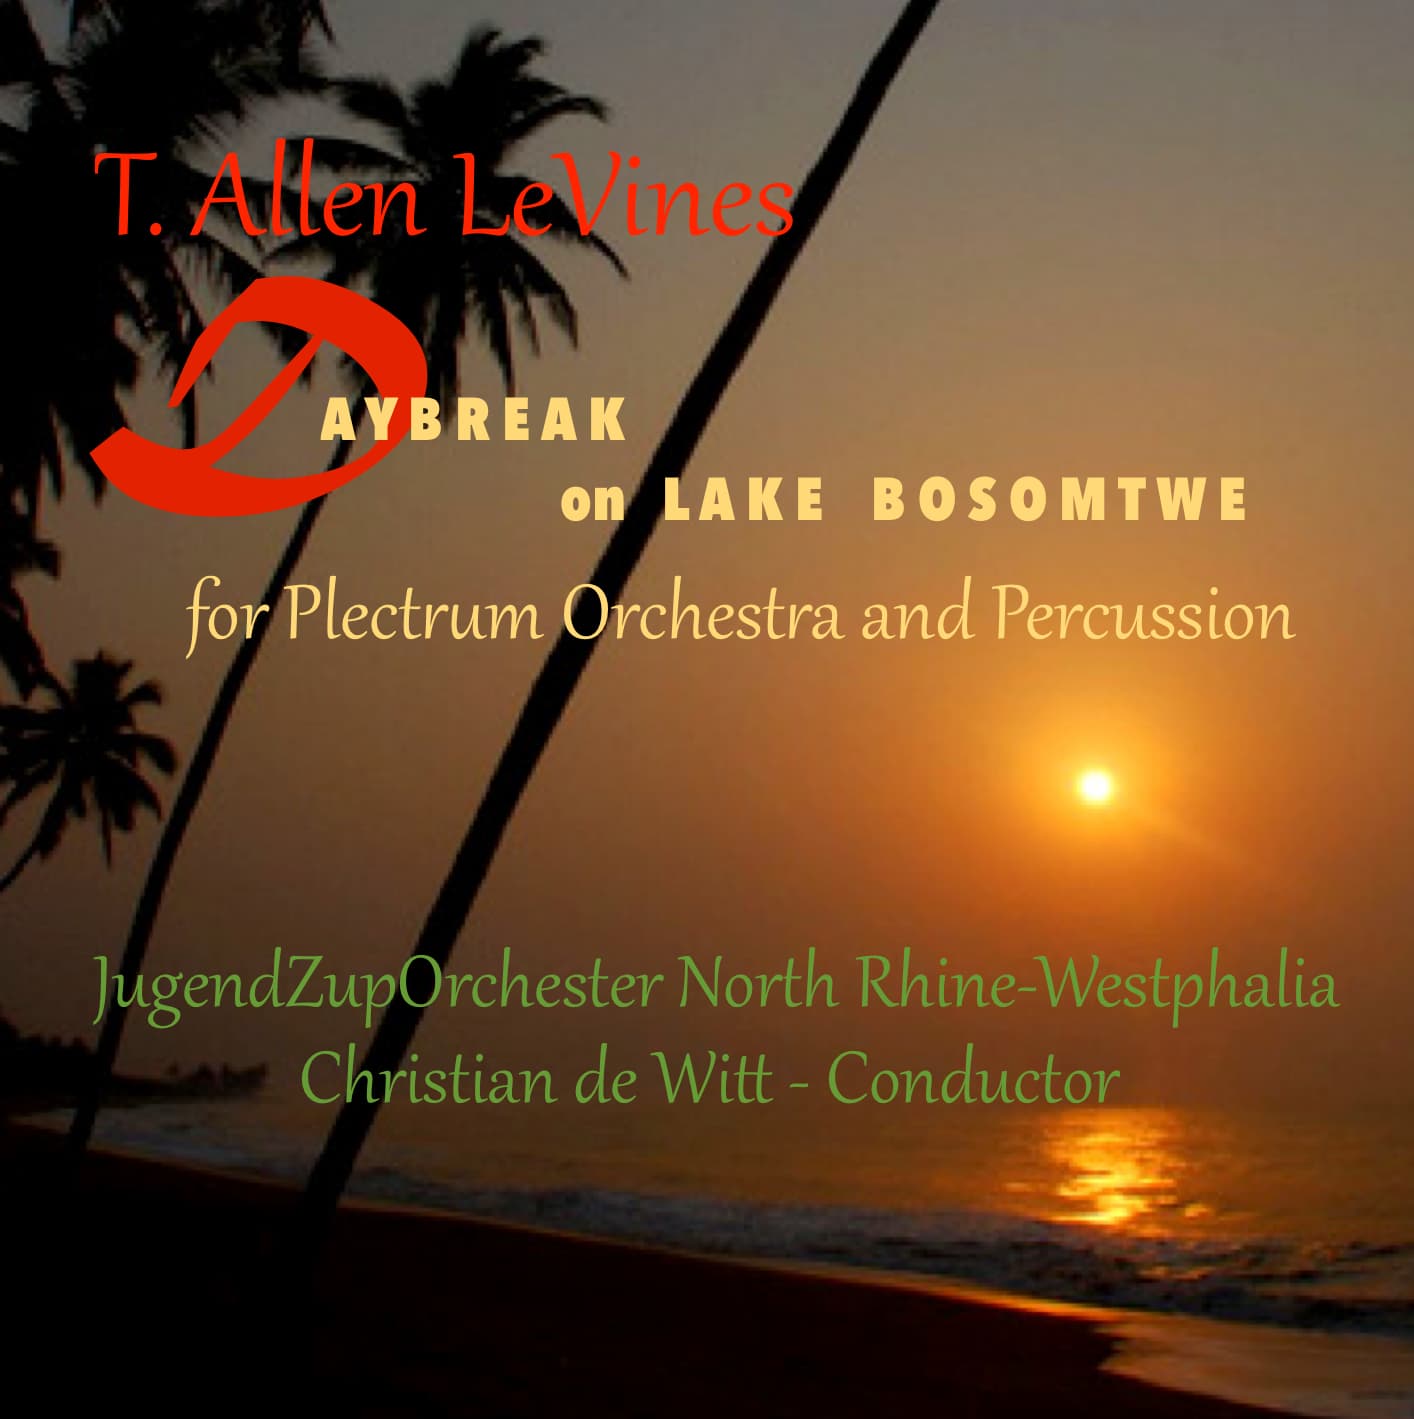 T. Allen LeVines
DAYBREAK
on LAKE BOSOMTWE
for Plectrum Orchestra and Percussion
JugendZupOrchester North Rhine-Westphalia
Christian de Witt - Conductor